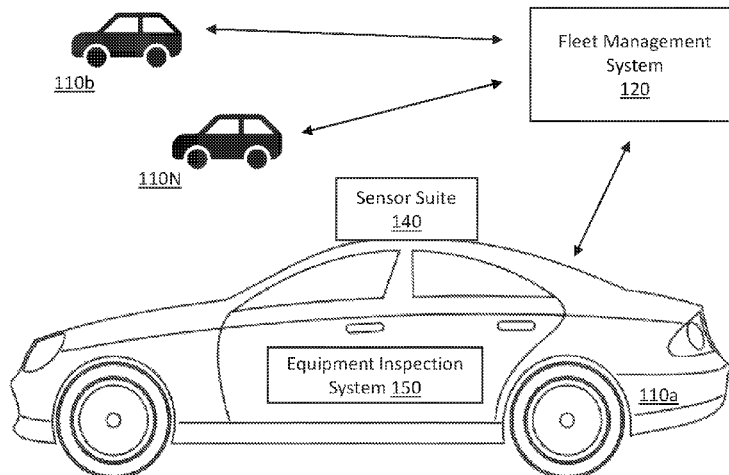 Fleet Management
System
120
110b
110N
Sensor Suite
140
Equipment Inspection
System 150
110a